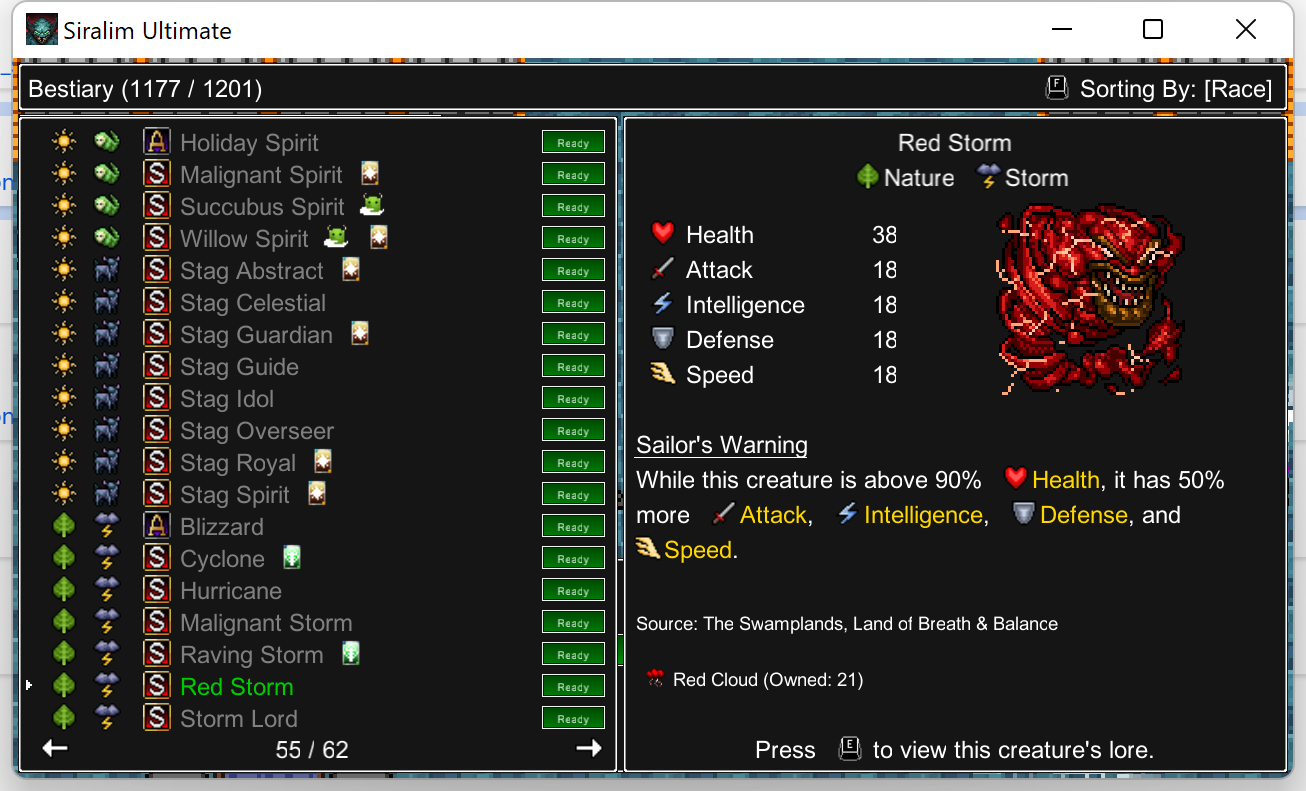 Siralim Ultimate
Bestiary (1177 / 1201)
F Sorting By: [Race]
A Holiday Spirit Ready
S Malignant Spirit Ready
S Succubus Spirit Ready
S Willow Spirit Ready
S Stag Abstract Ready
S Stag Celestial Ready
S Stag Guardian Ready
S Stag Guide Ready
S Stag Idol Ready
S Stag Overseer Ready
S Stag Royal Ready
S Stag Spirit Ready
A Blizzard Ready
S Cyclone Ready
S Hurricane Ready
S Malignant Storm Ready
S Raving Storm Ready
S Red Storm Ready
S Storm Lord Ready
55 / 62
Red Storm
Nature Storm
Health 38
Attack 18
Intelligence 18
Defense 18
Speed 18
Sailor's Warning
While this creature is above 90% Health, it has 50%
more Attack, Intelligence, Defense, and
Speed.
Source: The Swamplands, Land of Breath & Balance
Red Cloud (Owned: 21)
Press E to view this creature's lore.